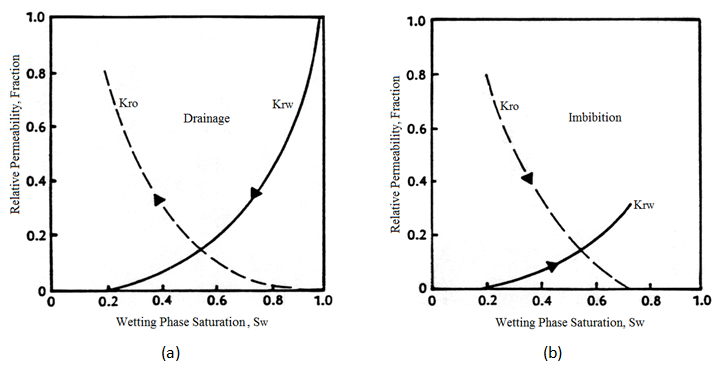 1.0
0.8
0.6
0.4
0.2
0
Relative Permeability, Fraction
Kro
Drainage
Krw
0 0.2 0.4 0.6 0.8 1.0
Wetting Phase Saturation, Sw
(a)
1.0
0.8
0.6
0.4
0.2
0
Relative Permeability, Fraction
Kro
Imbibition
Krw
0 0.2 0.4 0.6 0.8 1.0
Wetting Phase Saturation, Sw
(b)